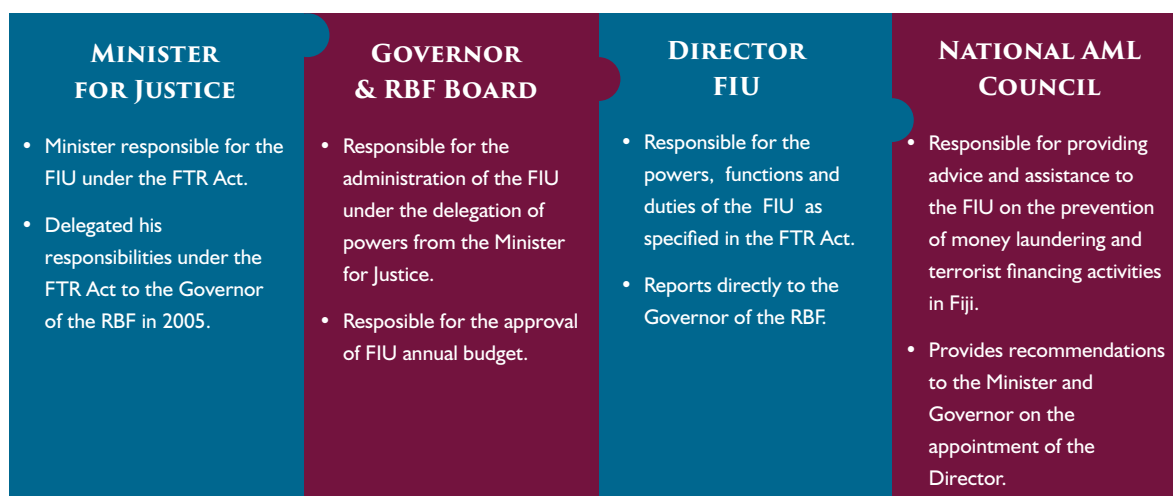 MINISTER
FOR JUSTICE
• Minister responsible for the
FIU under the FTR Act.
• Delegated his
responsibilities under the
FTR Act to the Governor
of the RBF in 2005.
GOVERNOR
& RBF BOARD
• Responsible for the
administration of the FIU
under the delegation of
powers from the Minister
for Justice.
• Resposible for the approval
of FIU annual budget.
DIRECTOR
FIU
• Responsible for the
powers, functions and
duties of the FIU as
specified in the FTR Act.
• Reports directly to the
Governor of the RBF.
NATIONAL AML
COUNCIL
• Responsible for providing
advice and assistance to
the FIU on the prevention
of money laundering and
terrorist financing activities
in Fiji.
• Provides recommendations
to the Minister and
Governor on the
appointment of the
Director.